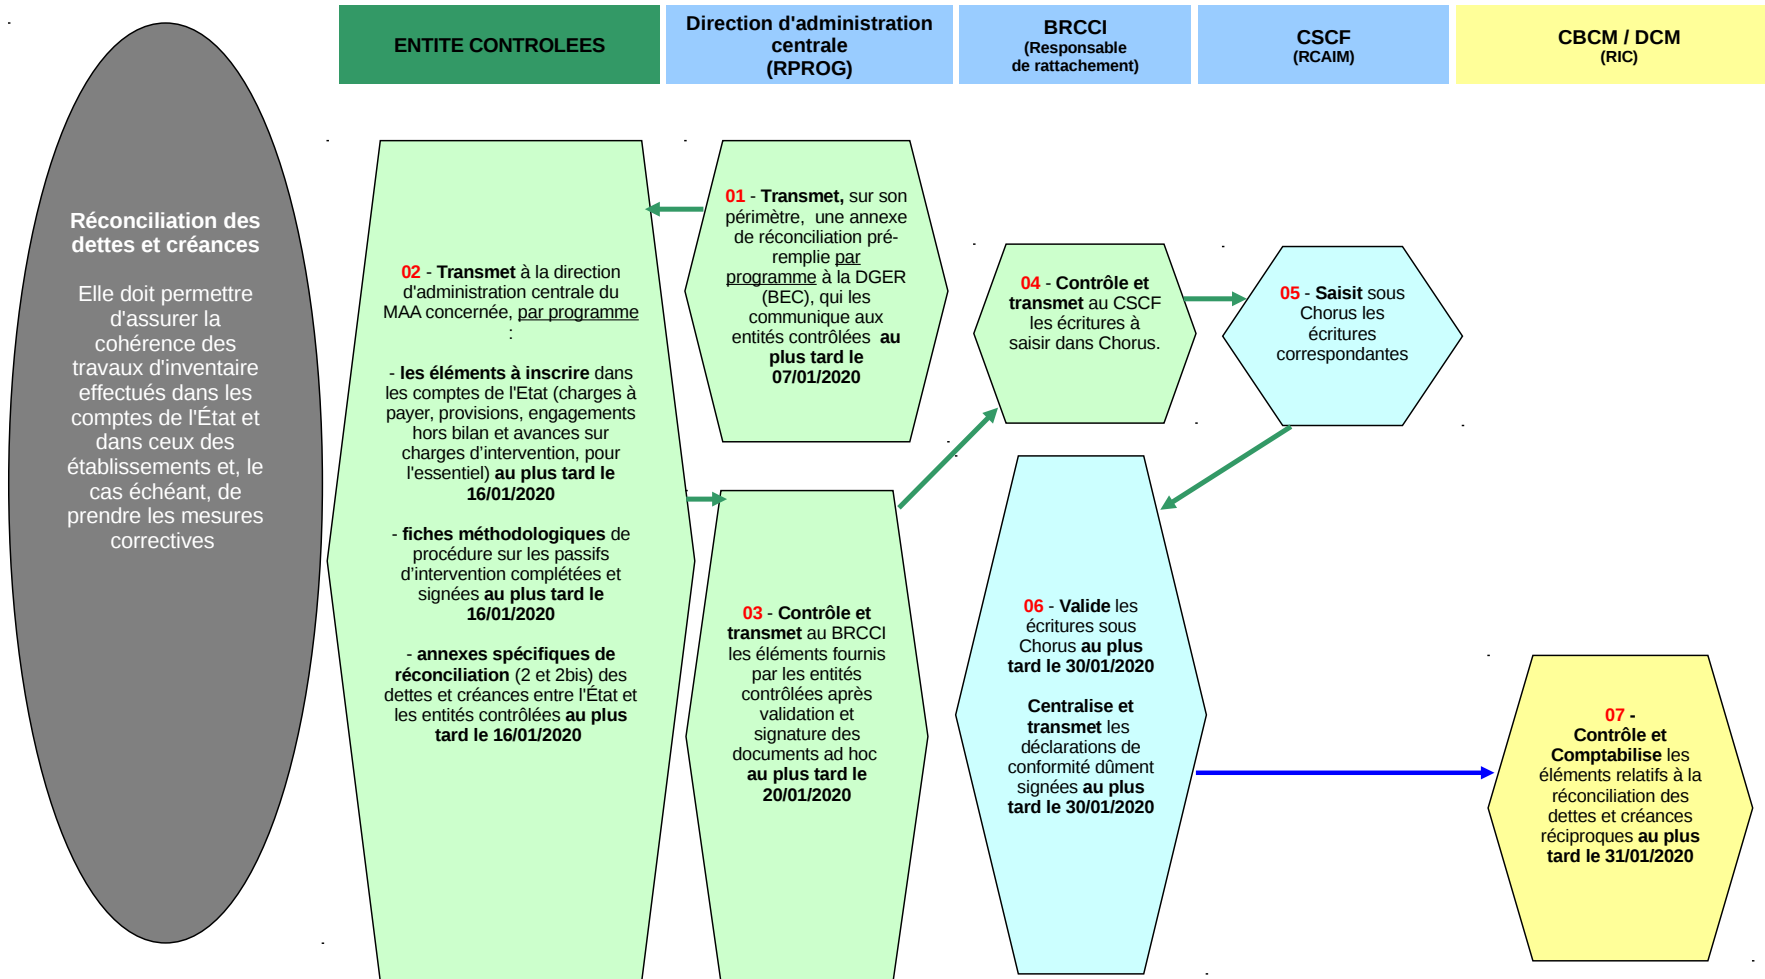 ENTITE CONTROLEES
Direction d'administration
centrale
(RPROG)
BRCCI
(Responsable
de rattachement)
CSCF
(RCAIM)
CBCM / DCM
(RIC)
Réconciliation des
dettes et créances
Elle doit permettre
d'assurer la
cohérence des
travaux d'inventaire
effectués dans les
comptes de l'État et
dans ceux des
établissements et, le
cas échéant, de
prendre les mesures
correctives
01 - Transmet, sur son
périmètre, une annexe
de réconciliation pré-
remplie par
programme à la DGER
(BEC), qui les
communique aux
entités contrôlées au
plus tard le
07/01/2020
02 - Transmet à la direction
d'administration centrale du
MAA concernée, par programme
:
- les éléments à inscrire dans
les comptes de l'Etat (charges à
payer, provisions, engagements
hors bilan et avances sur
charges d'intervention, pour
l'essentiel) au plus tard le
16/01/2020
- fiches méthodologiques de
procédure sur les passifs
d’intervention complétées et
signées au plus tard le
16/01/2020
- annexes spécifiques de
réconciliation (2 et 2bis) des
dettes et créances entre l'État et
les entités contrôlées au plus
tard le 16/01/2020
03 - Contrôle et
transmet au BRCCI
les éléments fournis
par les entités
contrôlées après
validation et
signature des
documents ad hoc
au plus tard le
20/01/2020
04 - Contrôle et
transmet au CSCF
les écritures à
saisir dans Chorus.
05 - Saisit sous
Chorus les
écritures
correspondantes
06 - Valide les
écritures sous
Chorus au plus
tard le 30/01/2020
Centralise et
transmet les
déclarations de
conformité dûment
signées au plus
tard le 30/01/2020
07 -
Contrôle et
Comptabilise les
éléments relatifs à la
réconciliation des
dettes et créances
réciproques au plus
tard le 31/01/2020